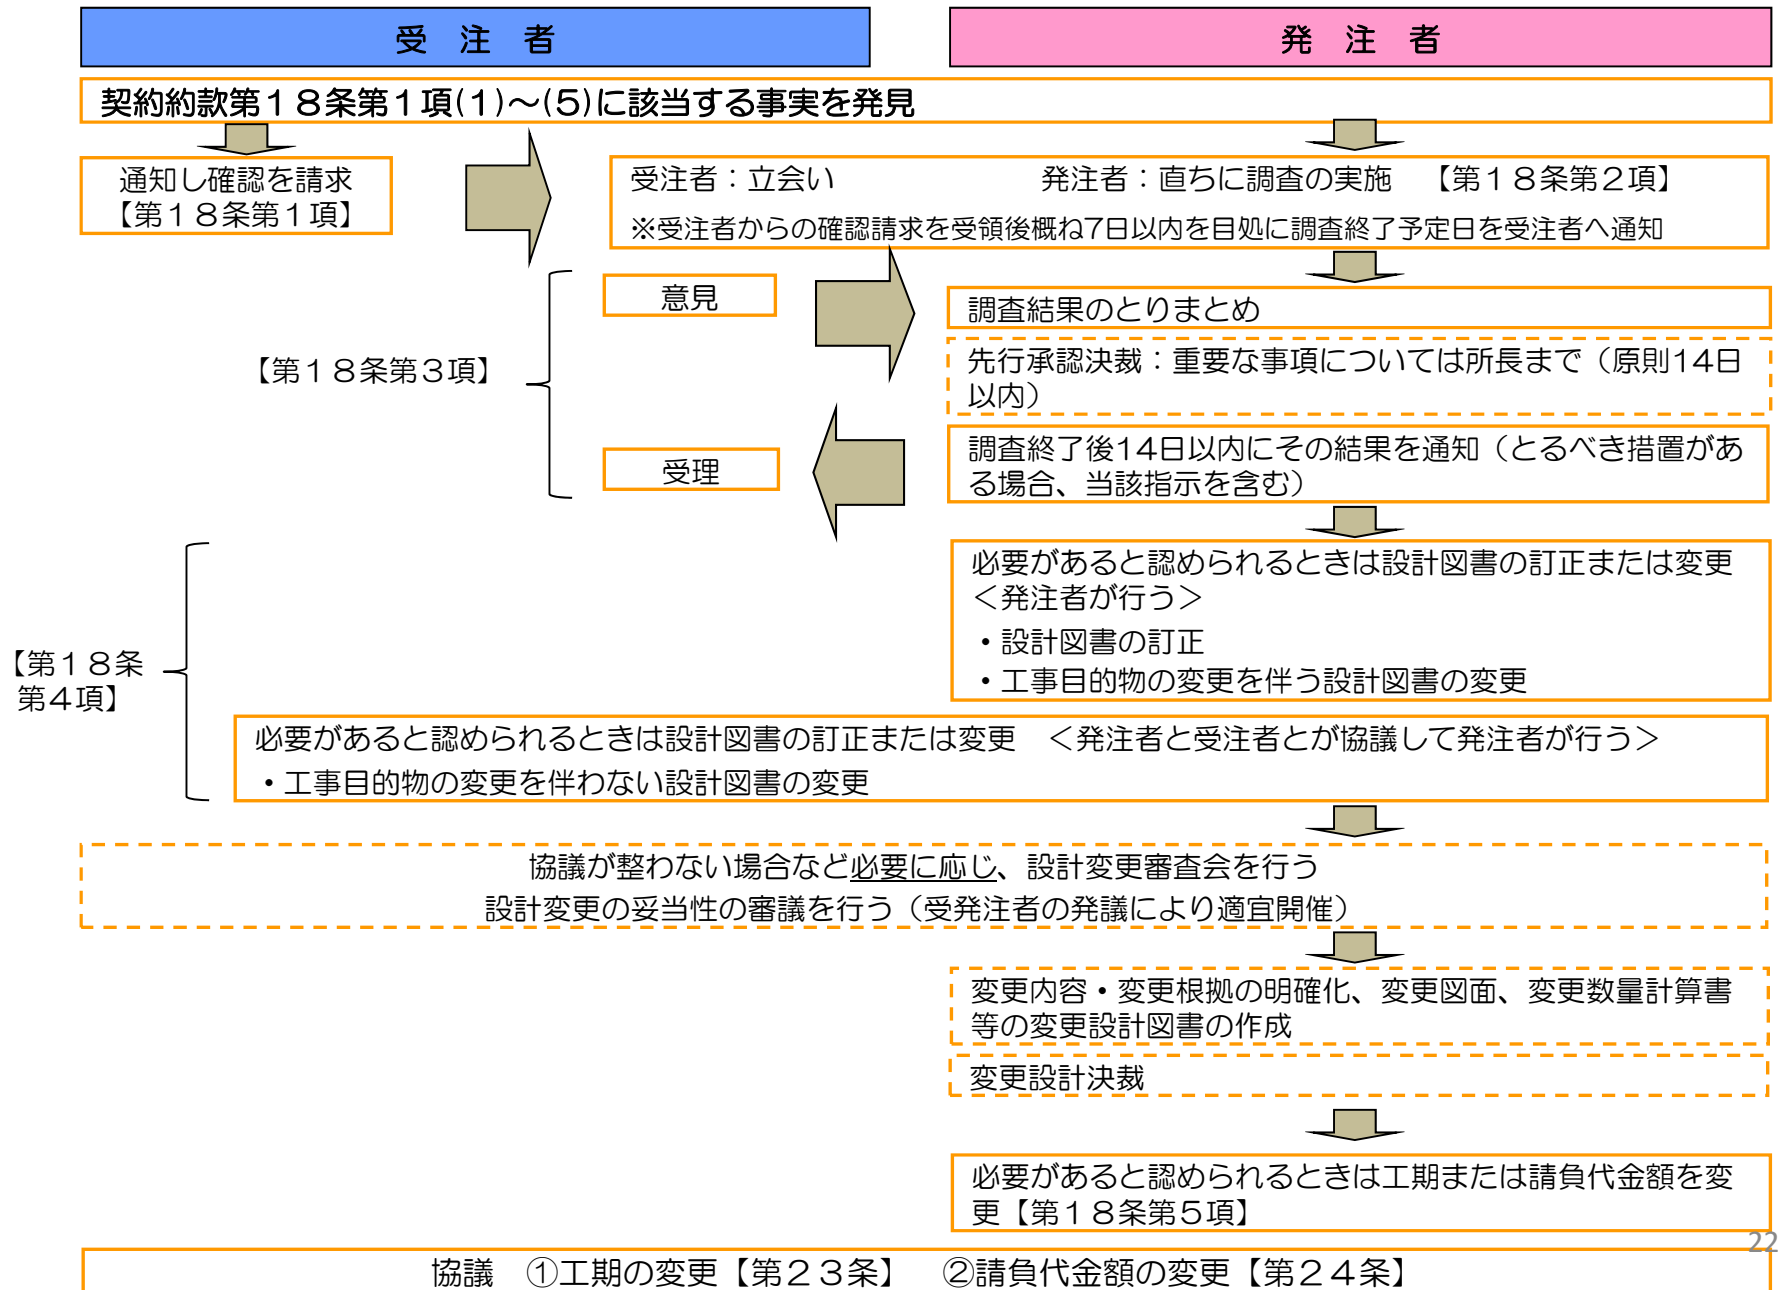 受 注 者
発 注 者
契約約款第１８条第１項(１)～(５)に該当する事実を発見
通知し確認を請求
【第１８条第１項】
受注者：立会い　発注者：直ちに調査の実施　【第１８条第２項】
※受注者からの確認請求を受領後概ね7日以内を目処に調査終了予定日を受注者へ通知
意見
調査結果のとりまとめ
先行承認決裁：重要な事項については所長まで（原則14日
以内）
【第１８条第３項】
受理
調査終了後14日以内にその結果を通知（とるべき措置があ
る場合、当該指示を含む）
必要があると認められるときは設計図書の訂正または変更
＜発注者が行う＞
・設計図書の訂正
・工事目的物の変更を伴う設計図書の変更
【第１８条
第４項】
必要があると認められるときは設計図書の訂正または変更　＜発注者と受注者とが協議して発注者が行う＞
・工事目的物の変更を伴わない設計図書の変更
協議が整わない場合など必要に応じ、設計変更審査会を行う
設計変更の妥当性の審議を行う（受発注者の発議により適宜開催）
変更内容・変更根拠の明確化、変更図面、変更数量計算書
等の変更設計図書の作成
変更設計決裁
必要があると認められるときは工期または請負代金額を変
更【第１８条第５項】
22
協議　①工期の変更【第２３条】　②請負代金額の変更【第２４条】